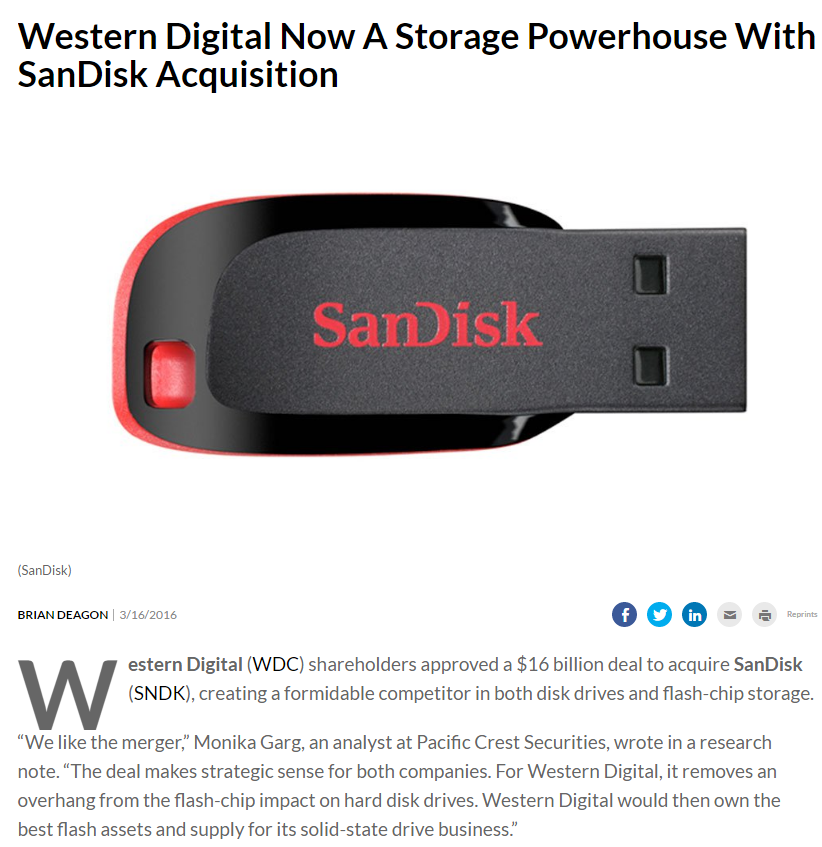 Western Digital Now A Storage Powerhouse With
SanDisk Acquisition
SanDisk
(SanDisk)
BRIAN DEAGON | 3/16/2016
f
in
Reprints
Western Digital (WDC) shareholders approved a $16 billion deal to acquire SanDisk
(SNDK), creating a formidable competitor in both disk drives and flash-chip storage.
“We like the merger,” Monika Garg, an analyst at Pacific Crest Securities, wrote in a research
note. “The deal makes strategic sense for both companies. For Western Digital, it removes an
overhang from the flash-chip impact on hard disk drives. Western Digital would then own the
best flash assets and supply for its solid-state drive business.”